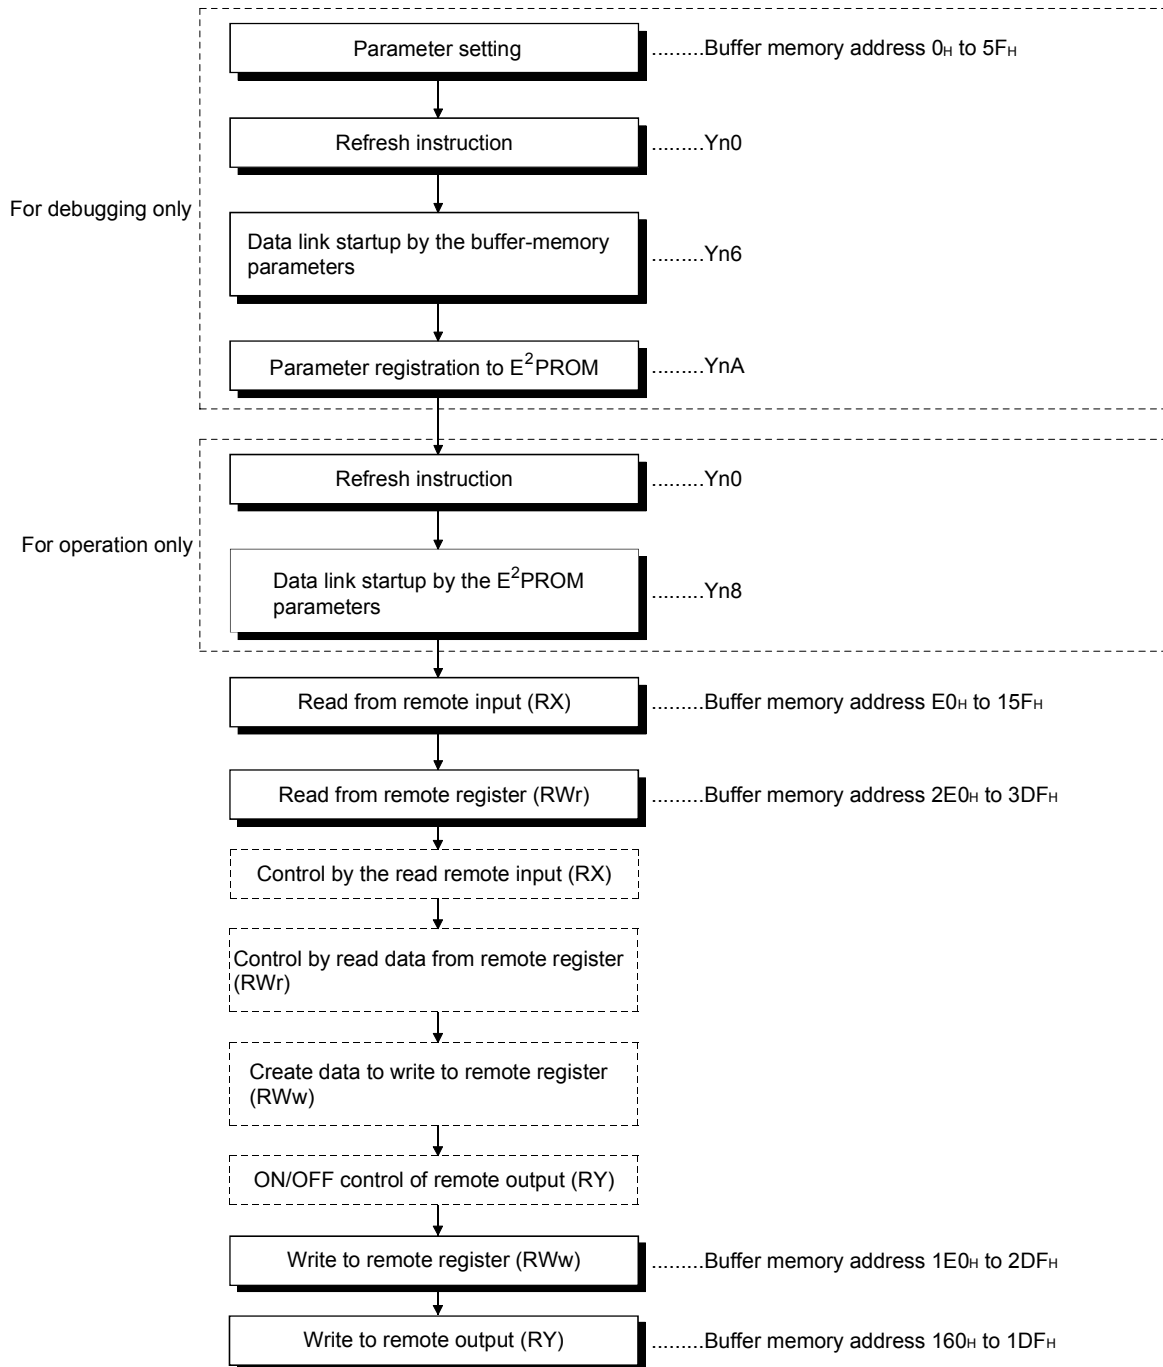 Parameter setting .........Buffer memory address 0H to 5FH
Refresh instruction .........Yn0
For debugging only
Data link startup by the buffer-memory
parameters
.........Yn6
Parameter registration to E²PROM .........YnA
Refresh instruction .........Yn0
For operation only
Data link startup by the E²PROM
parameters
.........Yn8
Read from remote input (RX) .........Buffer memory address E0H to 15FH
Read from remote register (RWr) .........Buffer memory address 2E0H to 3DFH
Control by the read remote input (RX)
Control by read data from remote register
(RWr)
Create data to write to remote register
(RWw)
ON/OFF control of remote output (RY)
Write to remote register (RWw) .........Buffer memory address 1E0H to 2DFH
Write to remote output (RY) .........Buffer memory address 160H to 1DFH